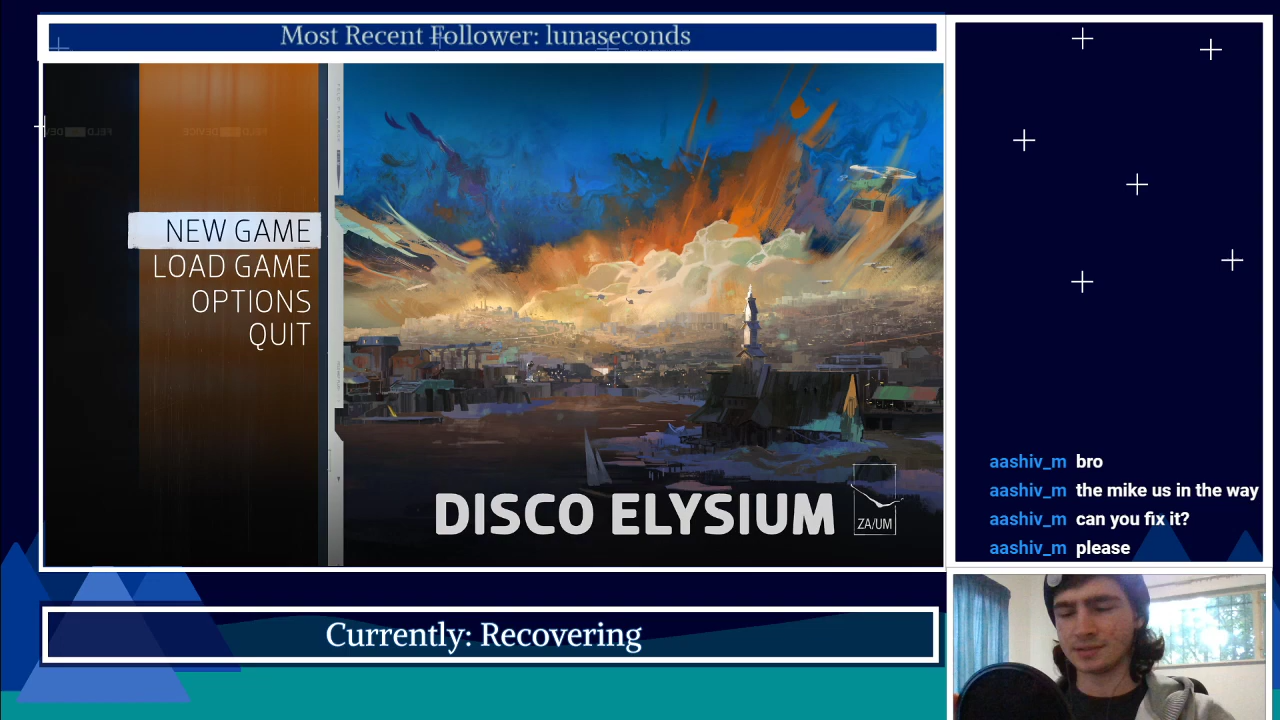 Most Recent Follower: lunaseconds
NEW GAME
LOAD GAME
OPTIONS
QUIT
DISCO ELYSIUM
ZA/UM
aashiv_m bro
aashiv_m the mike us in the way
aashiv_m can you fix it?
aashiv_m please
Currently: Recovering